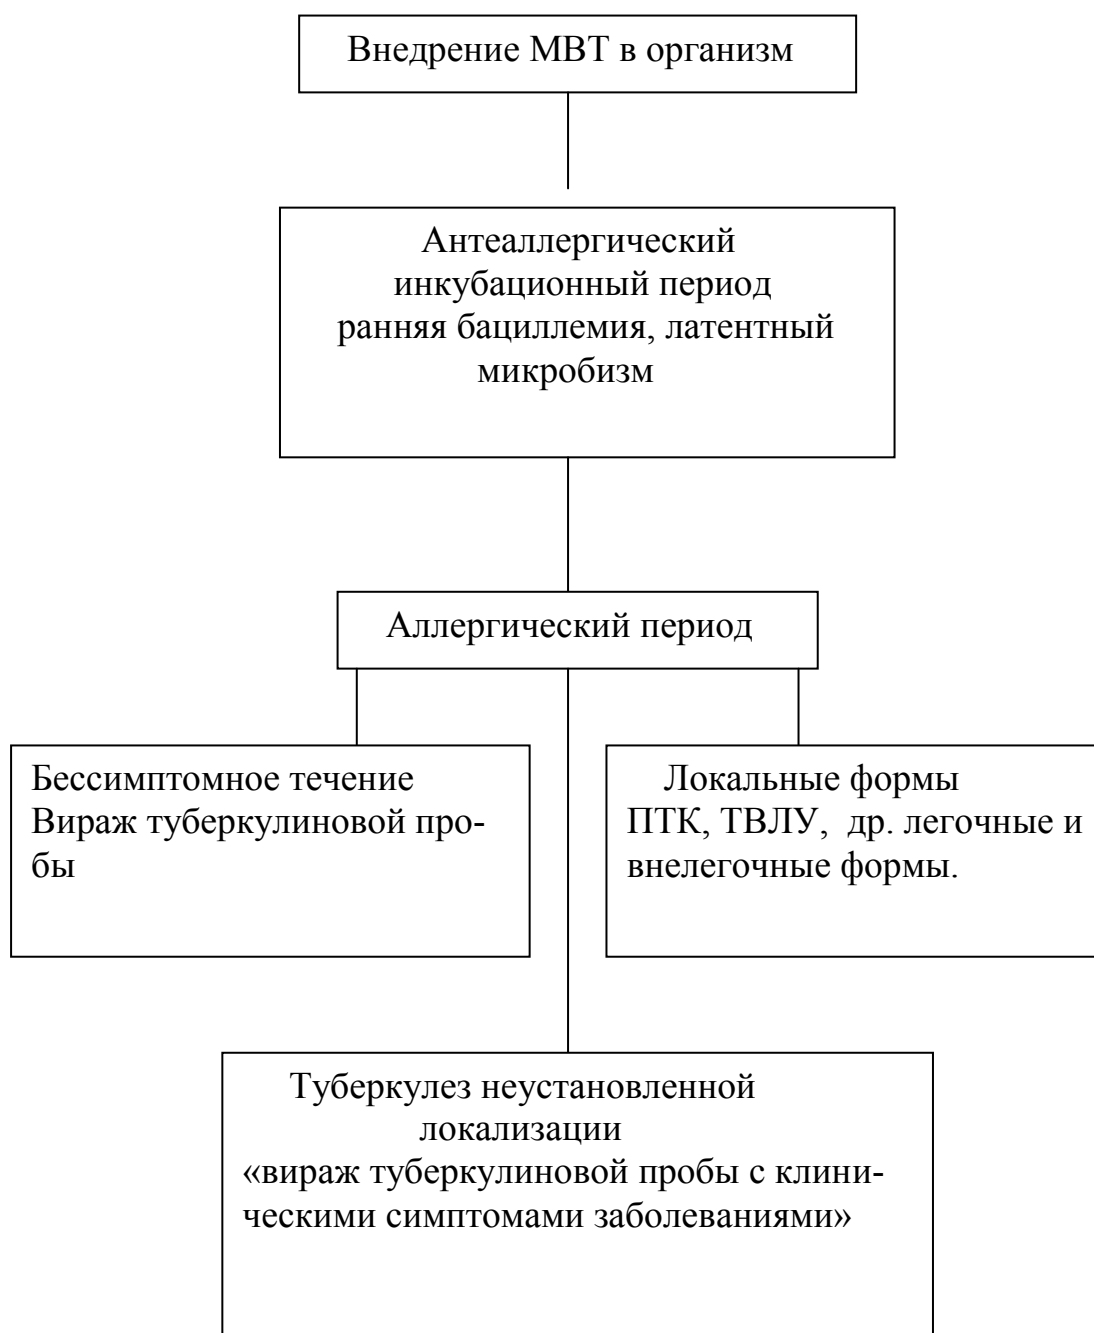 Внедрение МВТ в организм
Антеаллергический
инкубационный период
ранняя бациллемия, латентный
микробизм
Аллергический период
Бессимптомное течение
Вираж туберкулиновой про-
бы
Локальные формы
ПТК, ТВЛУ, др. легочные и
внелегочные формы.
Туберкулез неустановленной
локализации
«вираж туберкулиновой пробы с клини-
ческими симптомами заболеваниями»